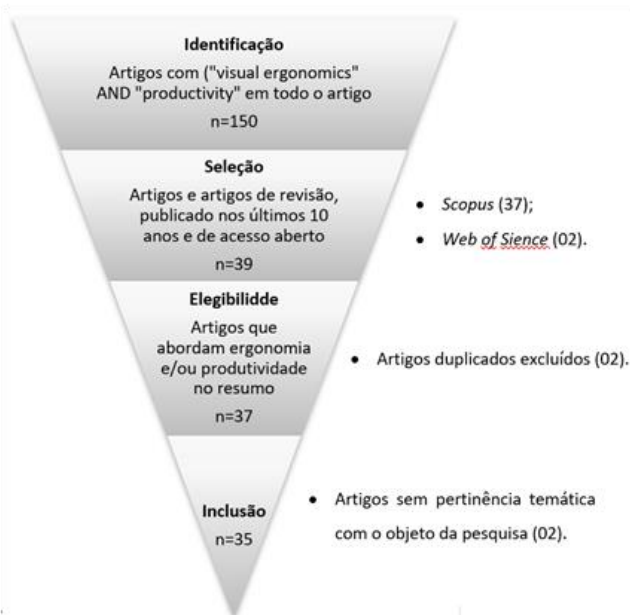 Identificação
Artigos com ("visual ergonomics"
AND "productivity" em todo o artigo
n=150
Seleção
Artigos e artigos de revisão,
publicado nos últimos 10
anos e de acesso aberto
n=39
• Scopus (37);
• Web of Sience (02).
Elegibilidde
Artigos que
abordam ergonomia
e/ou produtividade
no resumo
n=37
• Artigos duplicados excluídos (02).
Inclusão
n=35
• Artigos sem pertinência temática
com o objeto da pesquisa (02).